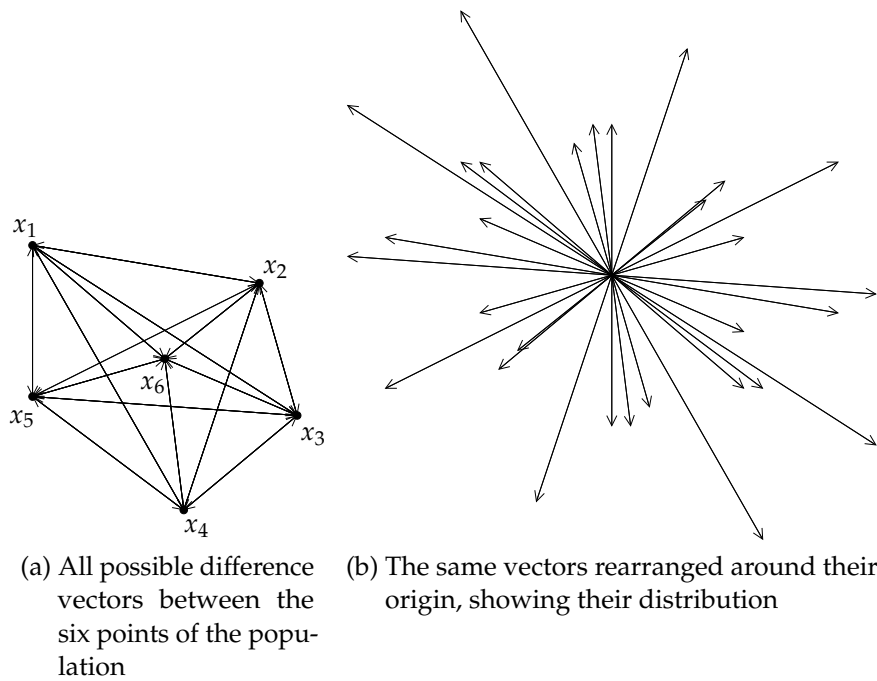 x1
x2
x6
x5
x3
x4
(a) All possible difference
vectors between the
six points of the popu-
lation
(b) The same vectors rearranged around their
origin, showing their distribution